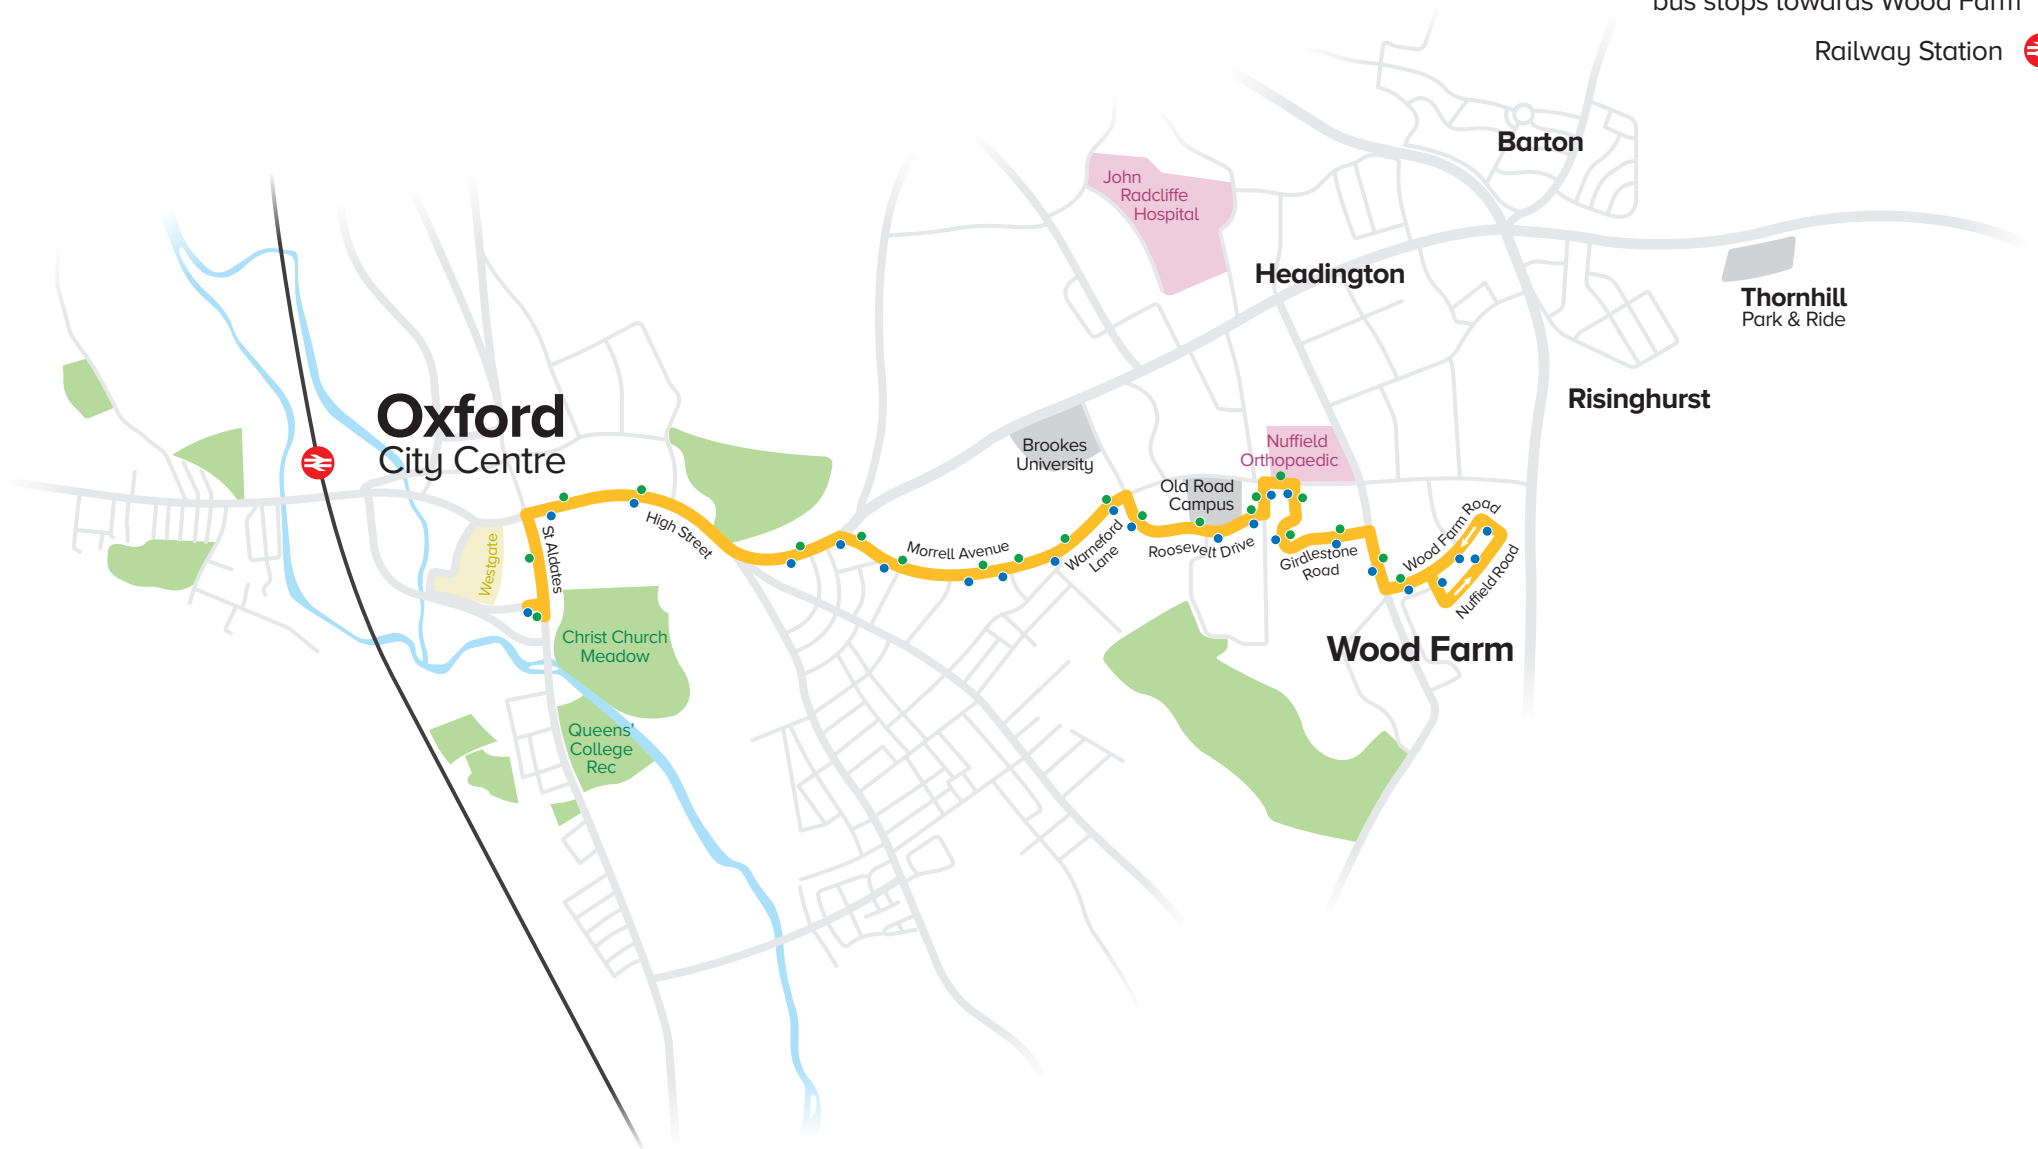 bus stops towards Wood Farm
Railway Station
Barton
John
Radcliffe
Hospital
Headington
Thornhill
Park & Ride
Risinghurst
Oxford
City Centre
Brookes
University
Nuffield
Orthopaedic
Old Road
Campus
High Street
St Aldates
Westgate
Morrell Avenue
Warneford
Lane
Roosevelt Drive
Girdlestone
Road
Wood Farm Road
Nuffield Road
Wood Farm
Christ Church
Meadow
Queens'
College
Rec